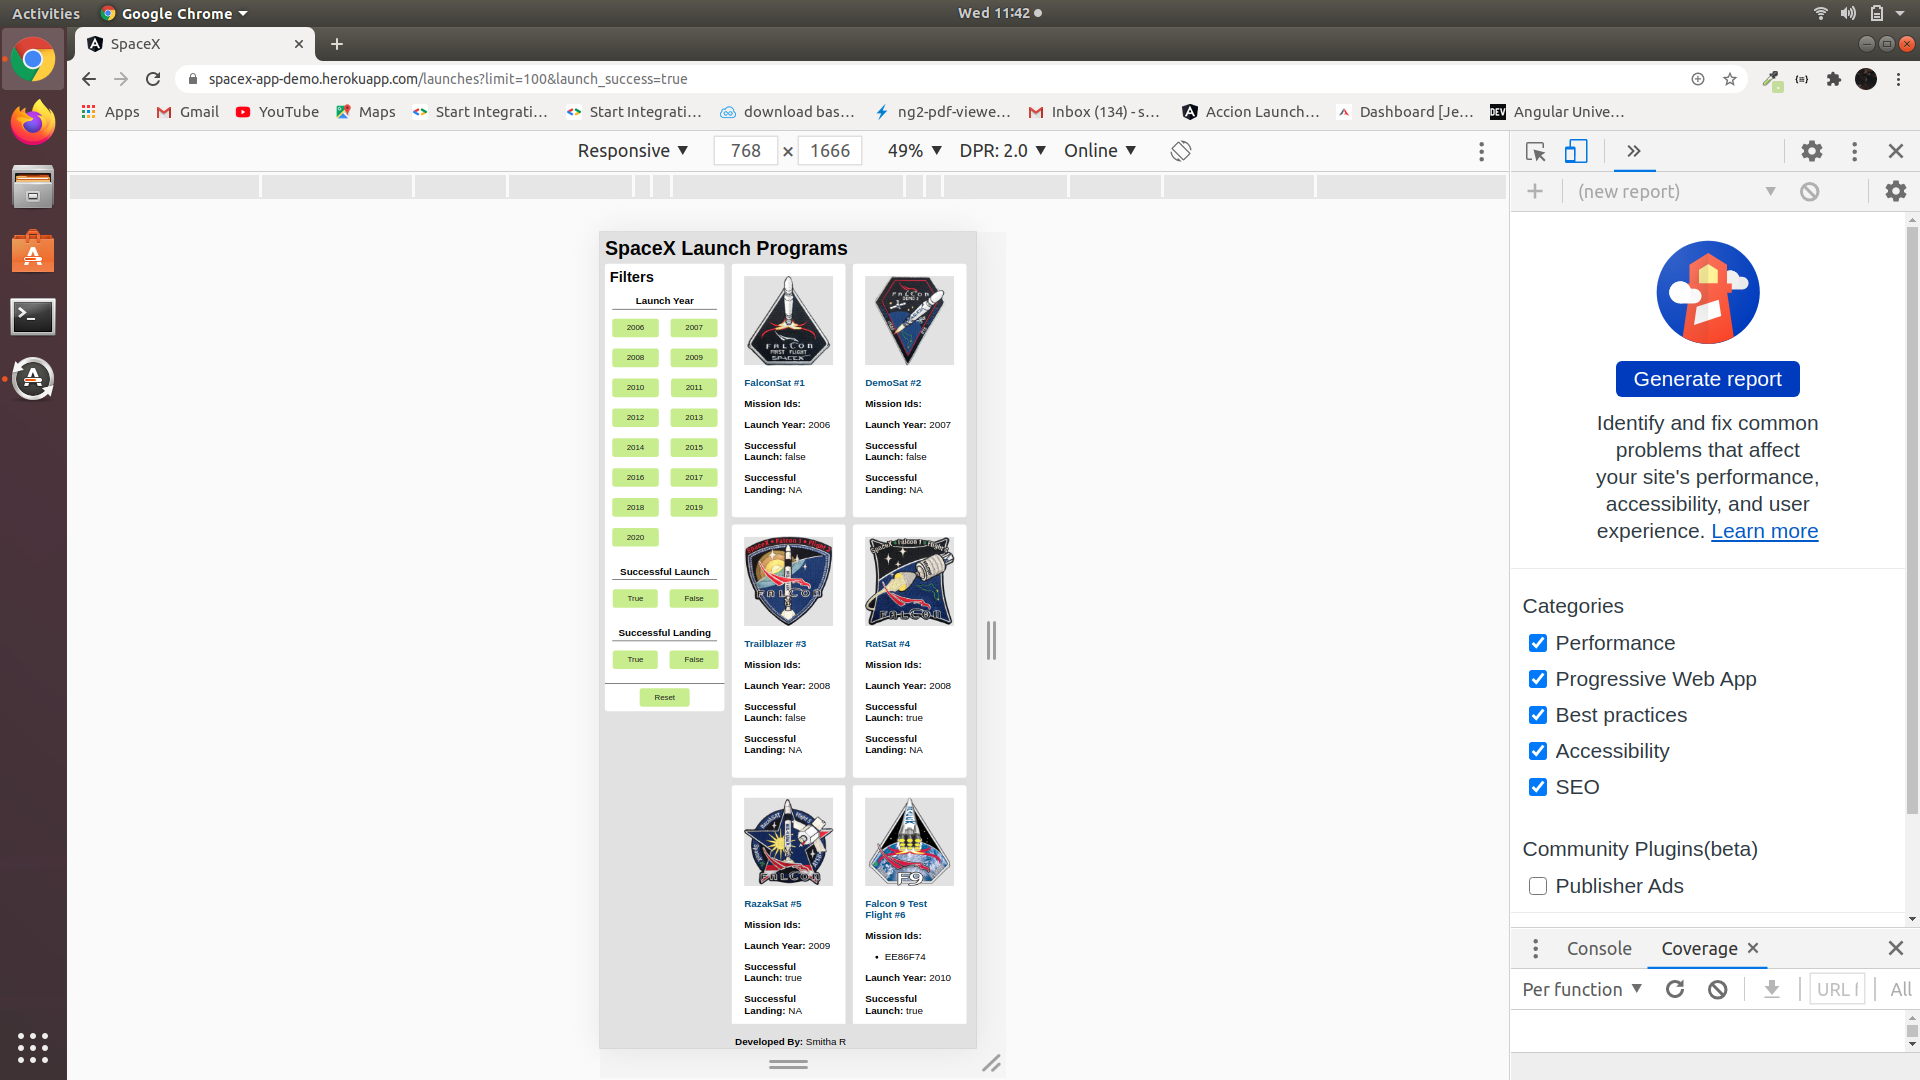 Activities
Google Chrome
Wed 11:42
SpaceX
spacex-app-demo.herokuapp.com/launches?limit=100&launch_success=true
Apps
Gmail
YouTube
Maps
Start Integrati...
Start Integrati...
download bas...
ng2-pdf-viewe...
Inbox (134) - s...
Accion Launch...
Dashboard [Je...
DEV
Angular Unive...
Responsive
768 × 1666
49%
DPR: 2.0
Online
(new report)
SpaceX Launch Programs
Filters
Launch Year
2006 2007
2008 2009
2010 2011
2012 2013
2014 2015
2016 2017
2018 2019
2020
Successful Launch
True False
Successful Landing
True False
Reset
FALCON
FIRST FLIGHT
SPACEX
FalconSat #1
Mission Ids:
Launch Year: 2006
Successful
Launch: false
Successful
Landing: NA
FALCON
DemoSat #2
Mission Ids:
Launch Year: 2007
Successful
Launch: false
Successful
Landing: NA
FALCON
Trailblazer #3
Mission Ids:
Launch Year: 2008
Successful
Launch: false
Successful
Landing: NA
FALCON
RatSat #4
Mission Ids:
Launch Year: 2008
Successful
Launch: true
Successful
Landing: NA
FALCON
RazakSat #5
Mission Ids:
Launch Year: 2009
Successful
Launch: true
Successful
Landing: NA
F9
Falcon 9 Test
Flight #6
Mission Ids:
• EE86F74
Launch Year: 2010
Successful
Launch: true
Developed By: Smitha R
Generate report
Identify and fix common
problems that affect
your site's performance,
accessibility, and user
experience. Learn more
Categories
Performance
Progressive Web App
Best practices
Accessibility
SEO
Community Plugins(beta)
Publisher Ads
Console
Coverage
Per function
URL f
All